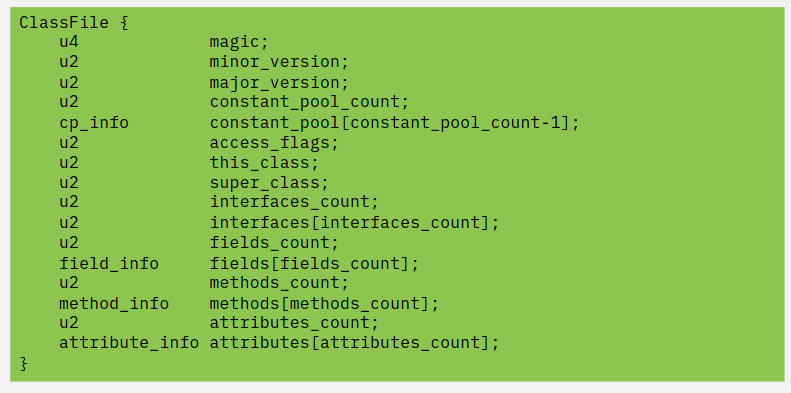 ClassFile {
    u4             magic;
    u2             minor_version;
    u2             major_version;
    u2             constant_pool_count;
    cp_info        constant_pool[constant_pool_count-1];
    u2             access_flags;
    u2             this_class;
    u2             super_class;
    u2             interfaces_count;
    u2             interfaces[interfaces_count];
    u2             fields_count;
    field_info     fields[fields_count];
    u2             methods_count;
    method_info    methods[methods_count];
    u2             attributes_count;
    attribute_info attributes[attributes_count];
}